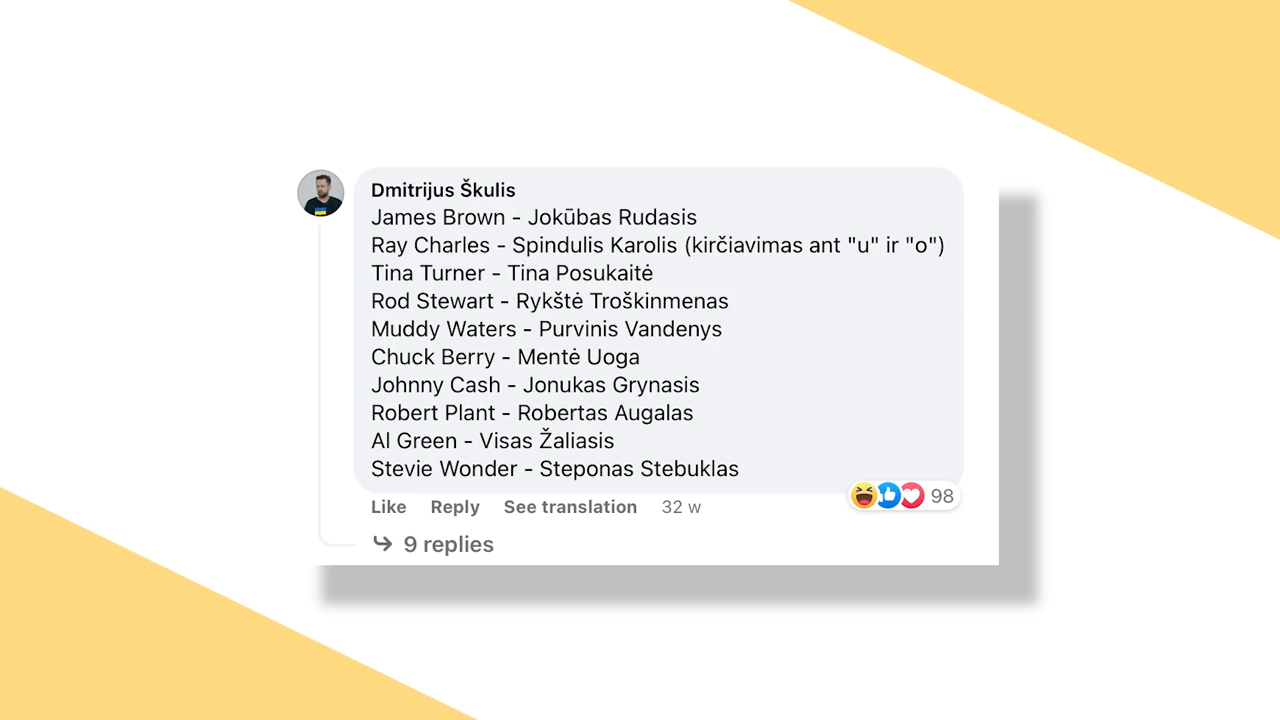 Dmitrijus Škulis
James Brown - Jokūbas Rudasis
Ray Charles - Spindulis Karolis (kirčiavimas ant "u" ir "o")
Tina Turner - Tina Posukaitė
Rod Stewart - Rykštė Troškinmenas
Muddy Waters - Purvinis Vandenys
Chuck Berry - Mentė Uoga
Johnny Cash - Jonukas Grynasis
Robert Plant - Robertas Augalas
Al Green - Visas Žaliasis
Stevie Wonder - Steponas Stebuklas
98
Like Reply See translation 32 w
9 replies